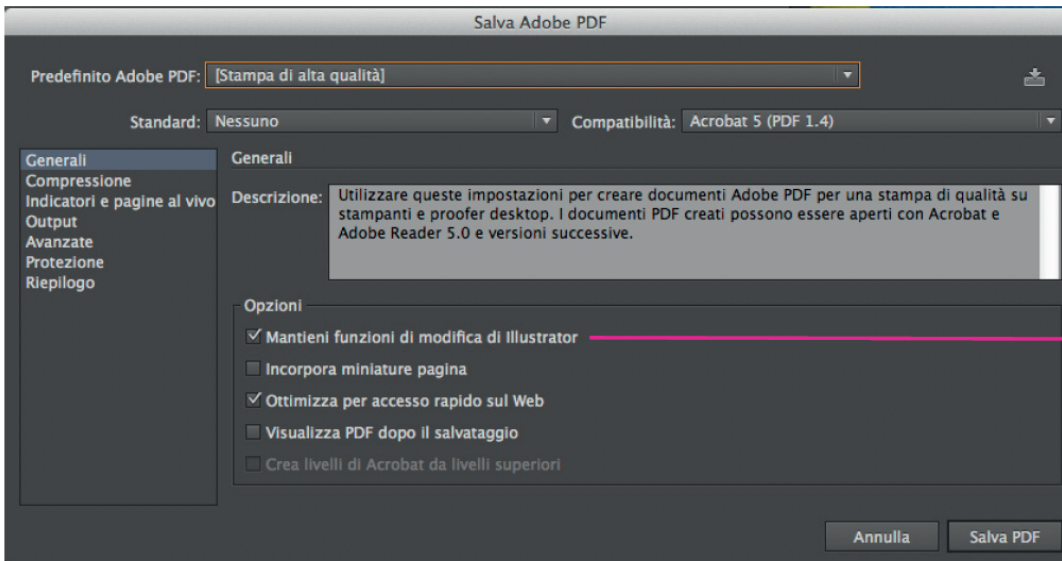 Salva Adobe PDF
Predefinito Adobe PDF: [Stampa di alta qualità]
Standard: Nessuno Compatibilità: Acrobat 5 (PDF 1.4)
Generali
Compressione
Indicatori e pagine al vivo
Output
Avanzate
Protezione
Riepilogo
Generali
Descrizione: Utilizzare queste impostazioni per creare documenti Adobe PDF per una stampa di qualità su
stampanti e proofer desktop. I documenti PDF creati possono essere aperti con Acrobat e
Adobe Reader 5.0 e versioni successive.
Opzioni
Mantieni funzioni di modifica di Illustrator
Incorpora miniature pagina
Ottimizza per accesso rapido sul Web
Visualizza PDF dopo il salvataggio
Crea livelli di Acrobat da livelli superiori
Annulla Salva PDF